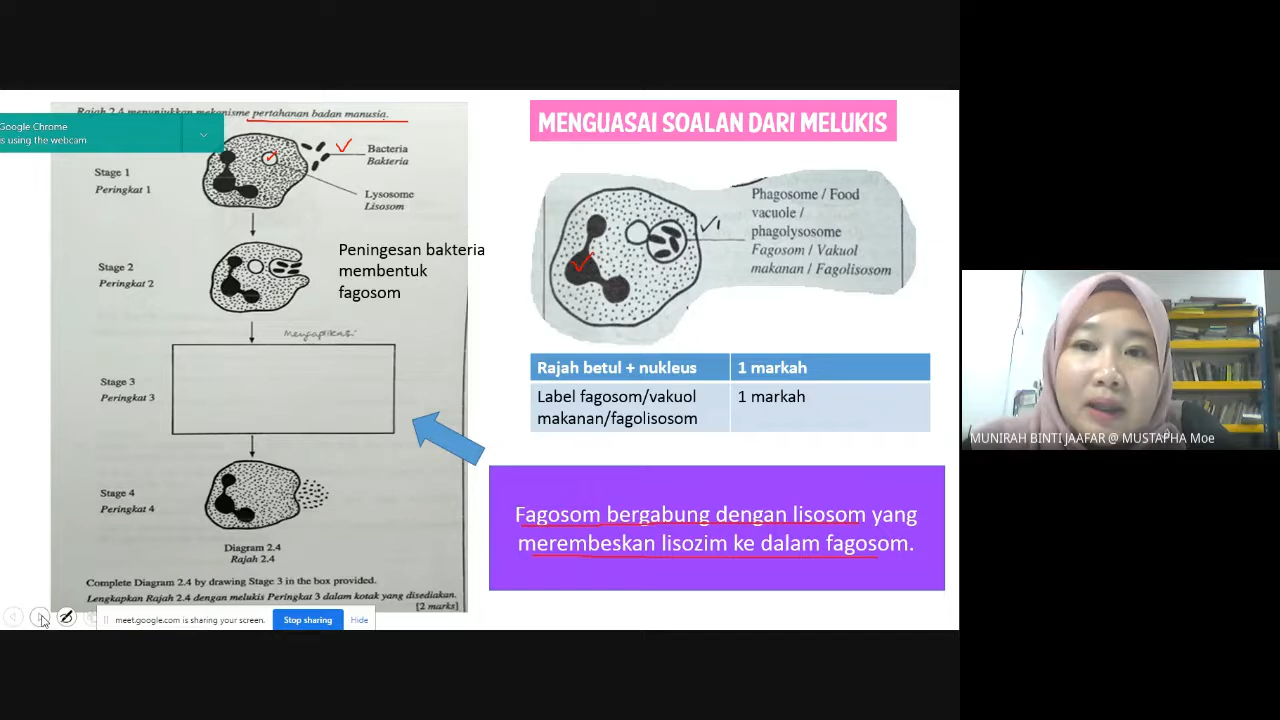 Rajah 2.4 menunjukkan mekanisme pertahanan badan manusia.
Google Chrome
is using the webcam
Stage 1
Peringkat 1
Bacteria
Bakteria
Lysosome
Lisosom
Stage 2
Peringkat 2
Peningesan bakteria
membentuk
fagosom
Mengaplikasi
Stage 3
Peringkat 3
Stage 4
Peringkat 4
Diagram 2.4
Rajah 2.4
Complete Diagram 2.4 by drawing Stage 3 in the box provided.
Lengkapkan Rajah 2.4 dengan melukis Peringkat 3 dalam kotak yang disediakan.
[2 marks]
meet.google.com is sharing your screen.
Stop sharing
Hide
MENGUASAI SOALAN DARI MELUKIS
Phagosome / Food
vacuole /
phagolysosome
Fagosom / Vakuol
makanan / Fagolisosom
Rajah betul + nukleus
1 markah
Label fagosom/vakuol
makanan/fagolisosom
1 markah
Fagosom bergabung dengan lisosom yang
merembeskan lisozim ke dalam fagosom.
MUNIRAH BINTI JAAFAR @ MUSTAPHA Moe